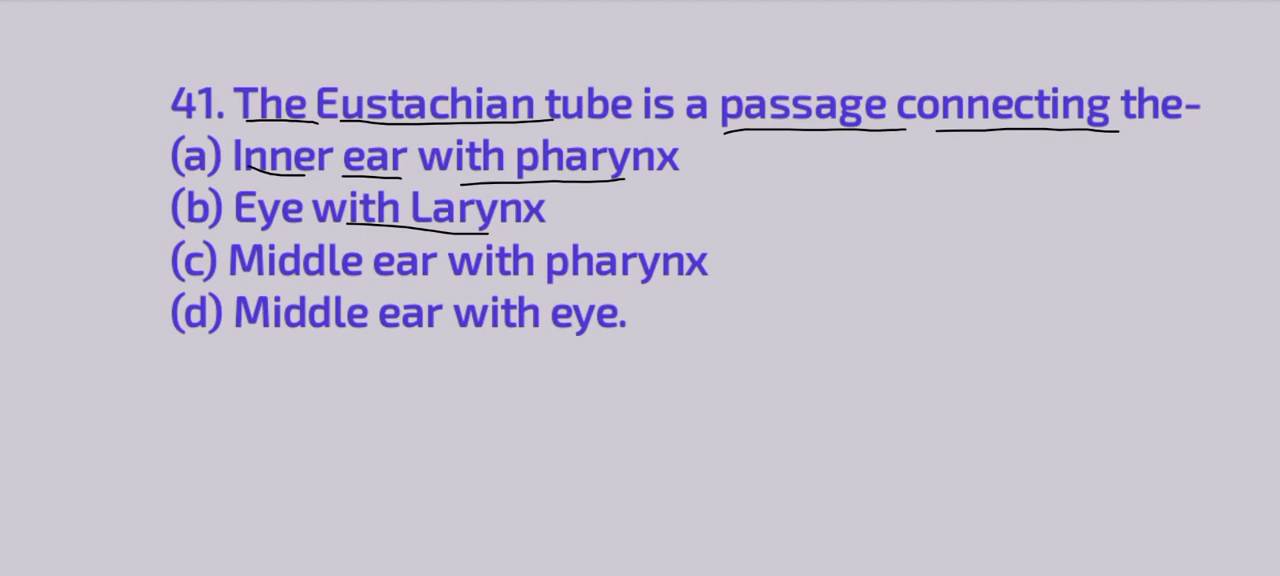 41. The Eustachian tube is a passage connecting the-
(a) Inner ear with pharynx
(b) Eye with Larynx
(c) Middle ear with pharynx
(d) Middle ear with eye.